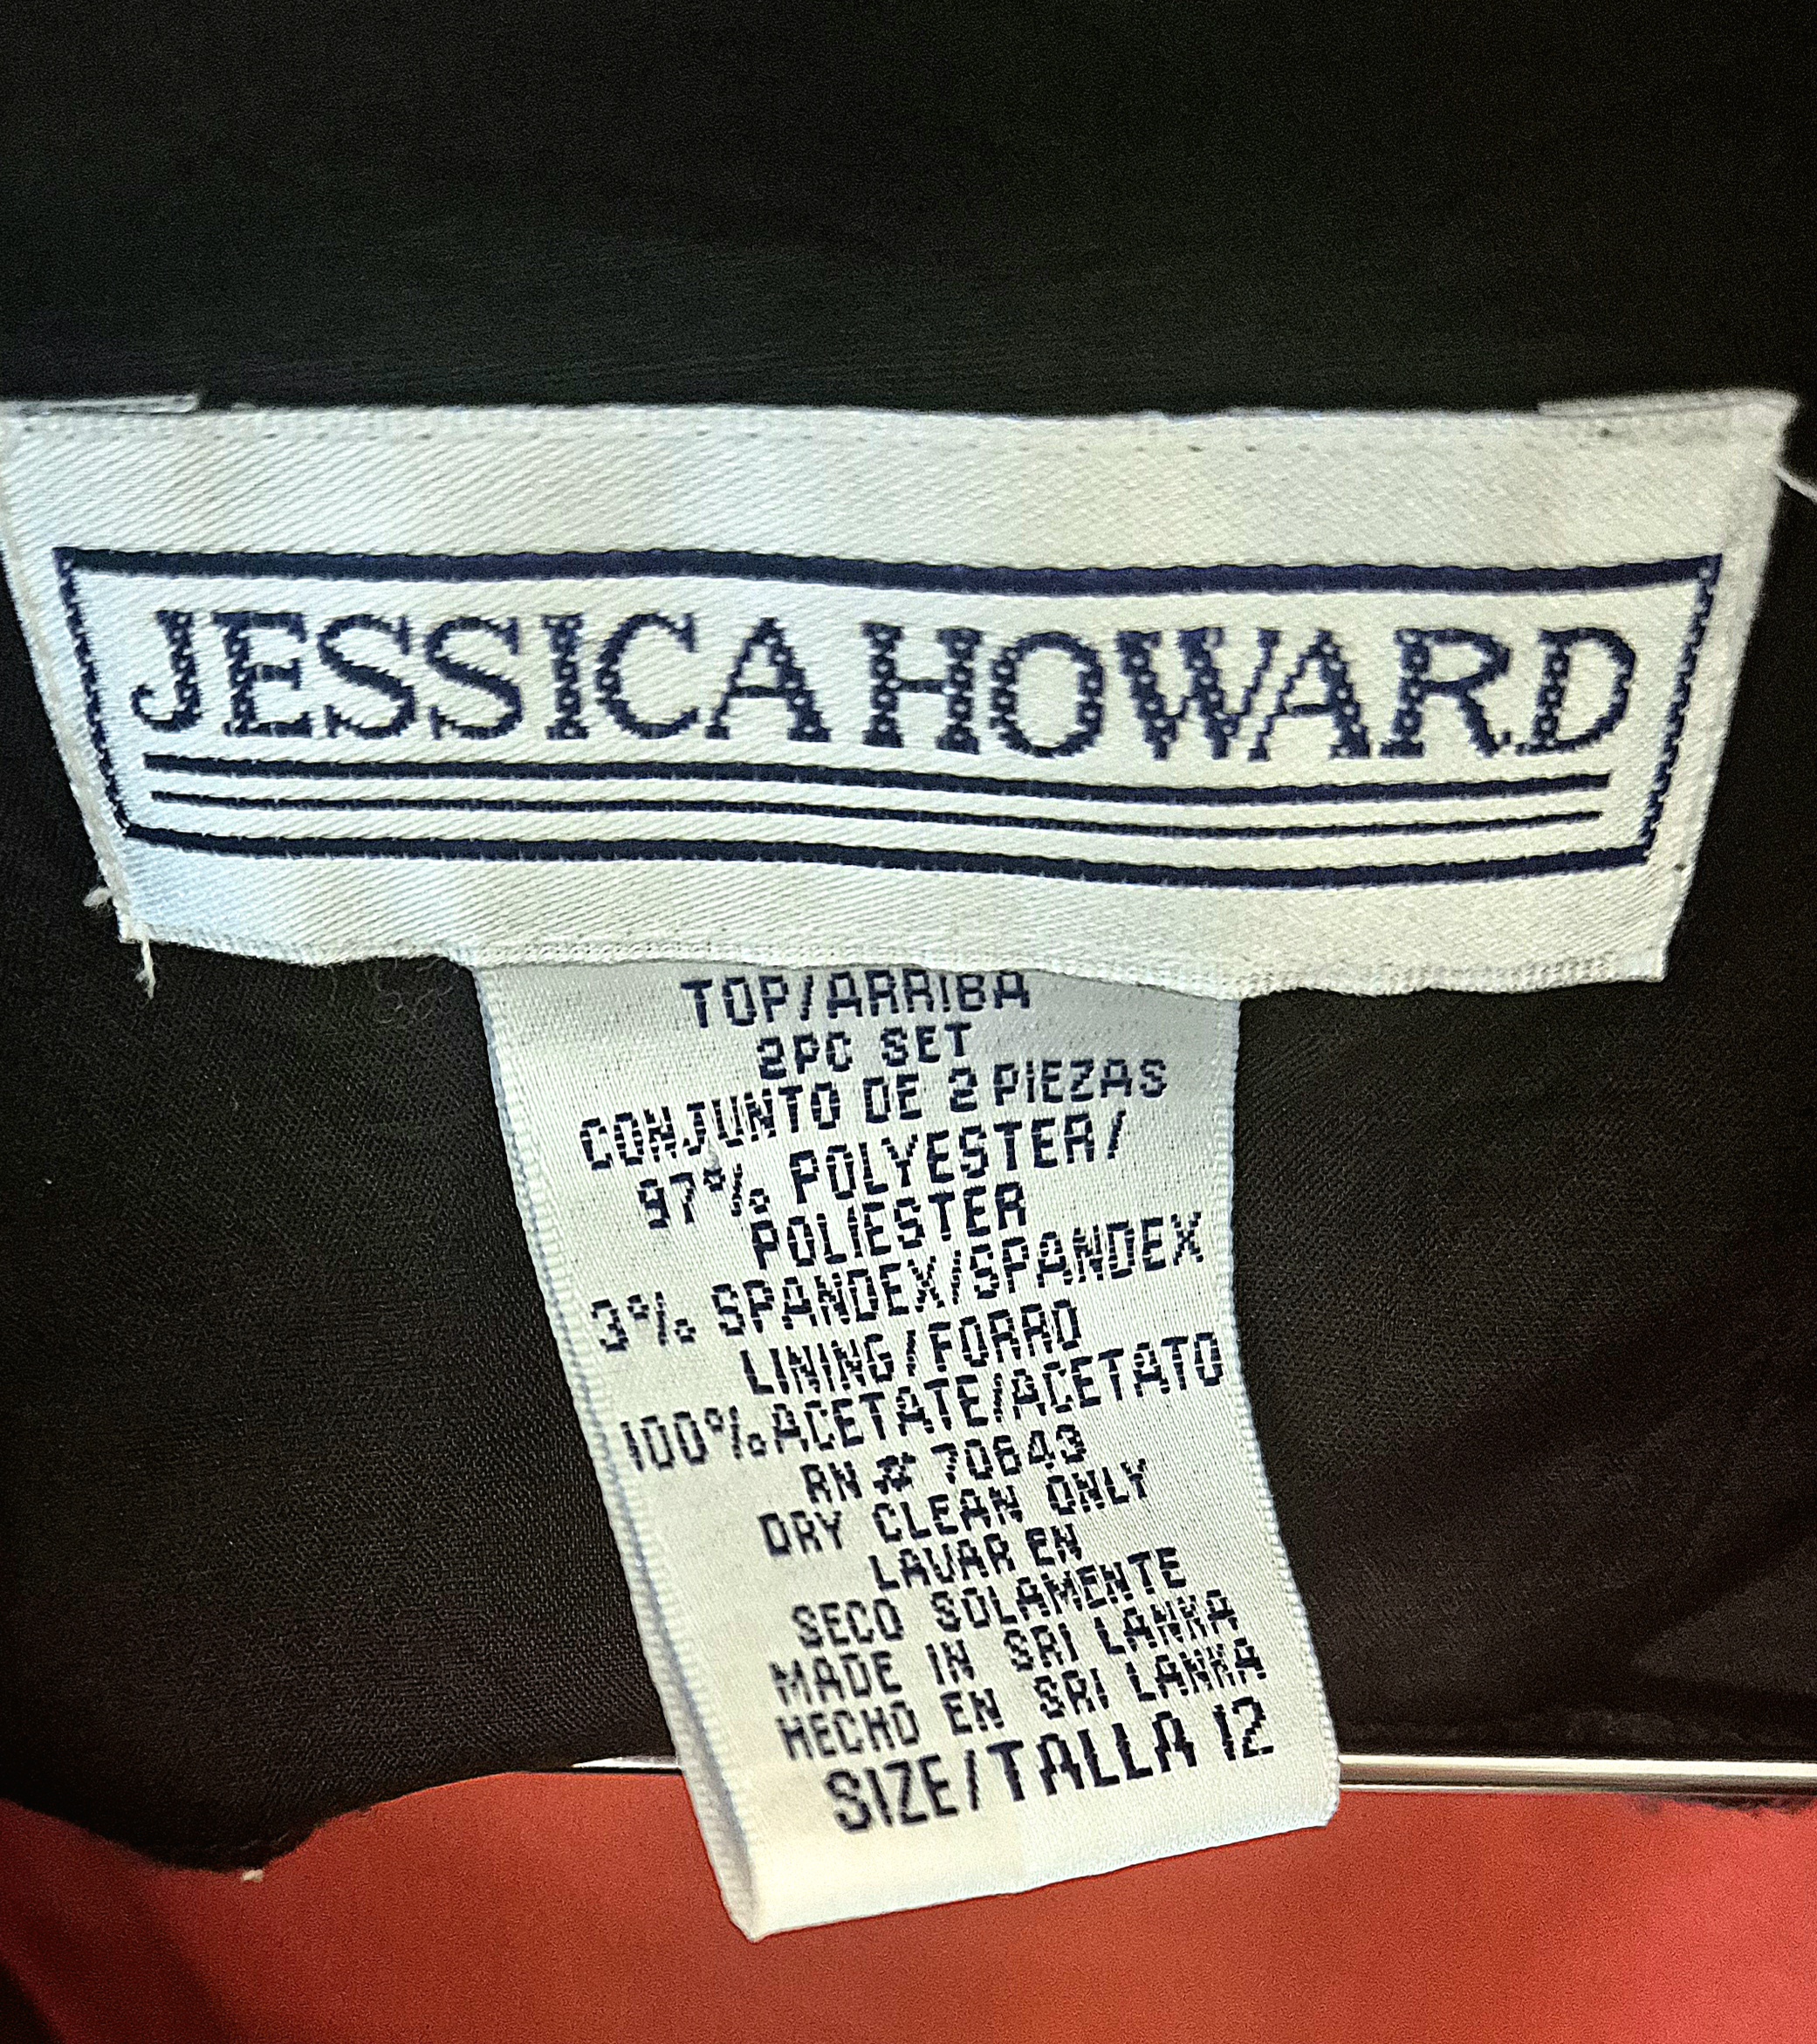 JESSICA HOWARD
TOP/ARRIBA
2PC SET
CONJUNTO DE 2 PIEZAS
97% POLYESTER/
POLIESTER
3% SPANDEX/SPANDEX
LINING/FORRO
100% ACETATE/ACETATO
RN # 70643
DRY CLEAN ONLY
LAVAR EN
SECO SOLAMENTE
MADE IN SRI LANKA
HECHO EN SRI LANKA
SIZE/TALLA 12